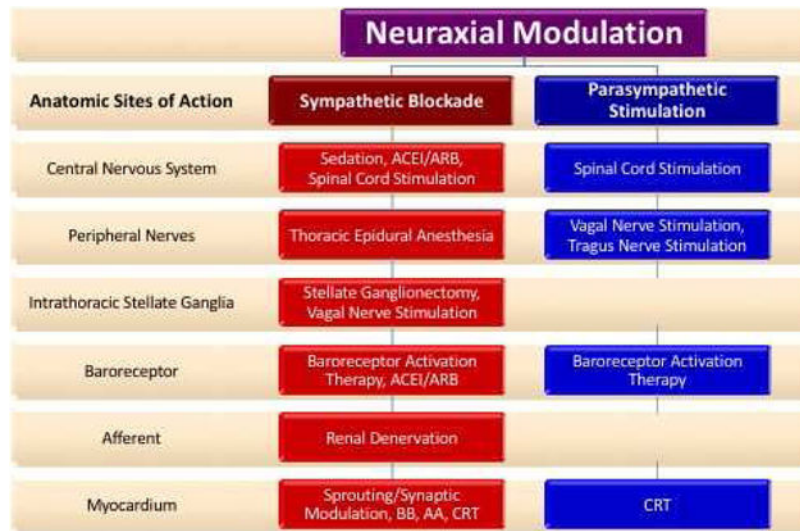 Neuraxial Modulation
Anatomic Sites of Action
Sympathetic Blockade
Parasympathetic
Stimulation
Central Nervous System
Sedation, ACEI/ARB,
Spinal Cord Stimulation
Spinal Cord Stimulation
Peripheral Nerves
Thoracic Epidural Anesthesia
Vagal Nerve Stimulation,
Tragus Nerve Stimulation
Intrathoracic Stellate Ganglia
Stellate Ganglionectomy,
Vagal Nerve Stimulation
Baroreceptor
Baroreceptor Activation
Therapy, ACEI/ARB
Baroreceptor Activation
Therapy
Afferent
Renal Denervation
Myocardium
Sprouting/Synaptic
Modulation, BB, AA, CRT
CRT